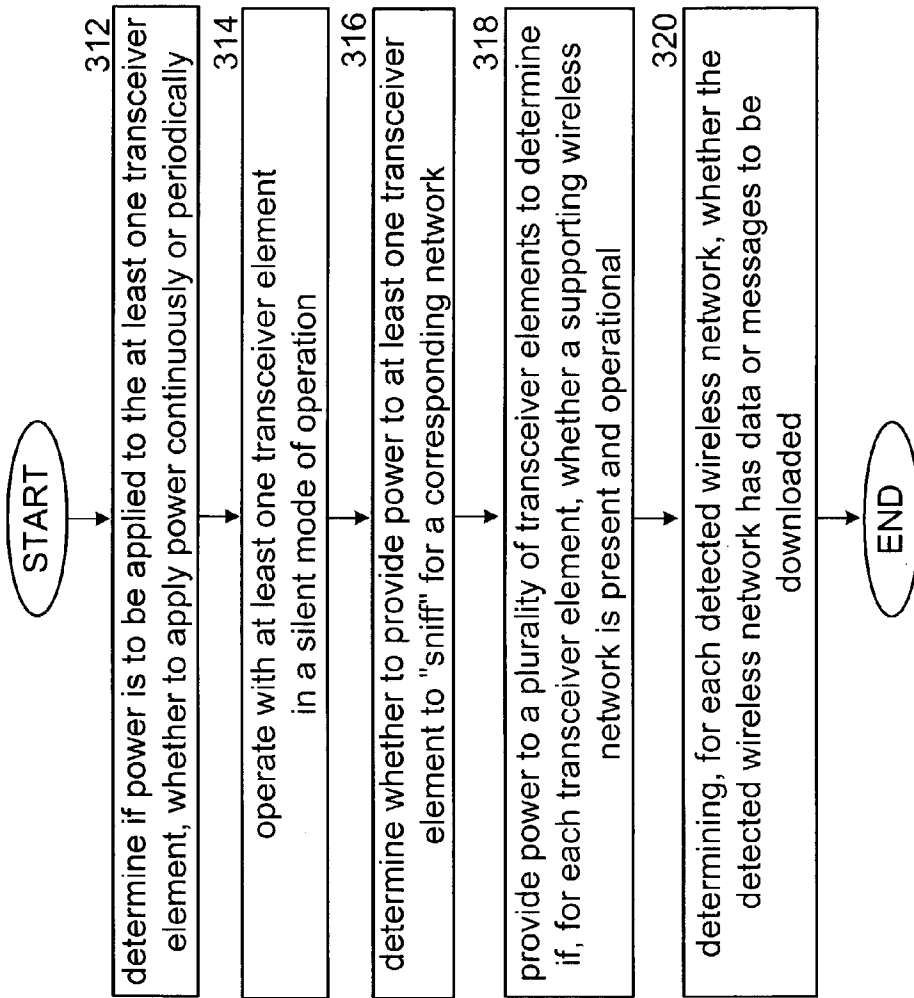 START
312
determine if power is to be applied to the at least one transceiver
element, whether to apply power continuously or periodically
314
operate with at least one transceiver element
in a silent mode of operation
316
determine whether to provide power to at least one transceiver
element to "sniff" for a corresponding network
318
provide power to a plurality of transceiver elements to determine
if, for each transceiver element, whether a supporting wireless
network is present and operational
320
determining, for each detected wireless network, whether the
detected wireless network has data or messages to be
downloaded
END